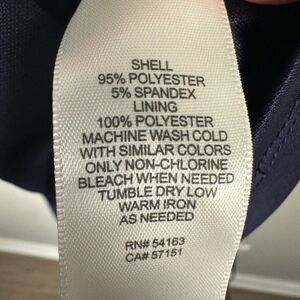 SHELL
95% POLYESTER
5% SPANDEX
LINING
100% POLYESTER
MACHINE WASH COLD
WITH SIMILAR COLORS
ONLY NON-CHLORINE
BLEACH WHEN NEEDED
TUMBLE DRY LOW
WARM IRON
AS NEEDED
RN# 54163
CA# 57151